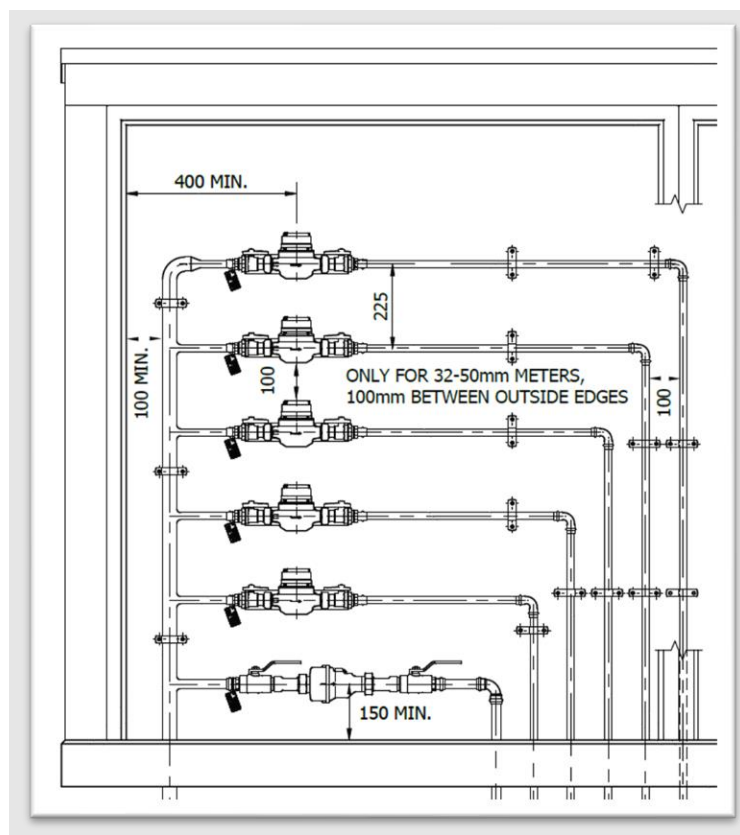 400 MIN.
225
100 MIN.
100
ONLY FOR 32-50mm METERS,
100mm BETWEEN OUTSIDE EDGES
100
150 MIN.